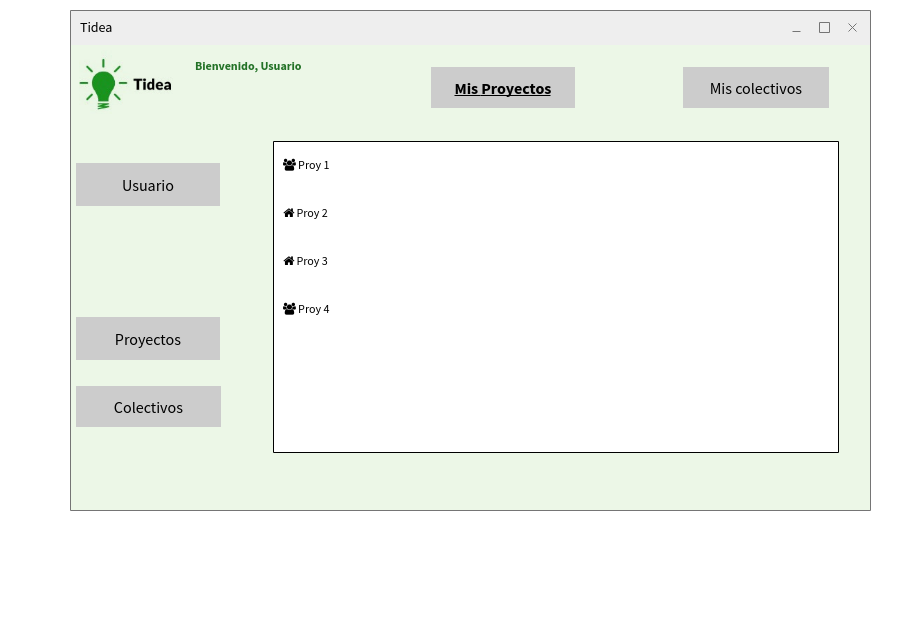 Tidea
Bienvenido, Usuario
Tidea
Mis Proyectos
Mis colectivos
Usuario
Proyectos
Colectivos
Proy 1
Proy 2
Proy 3
Proy 4